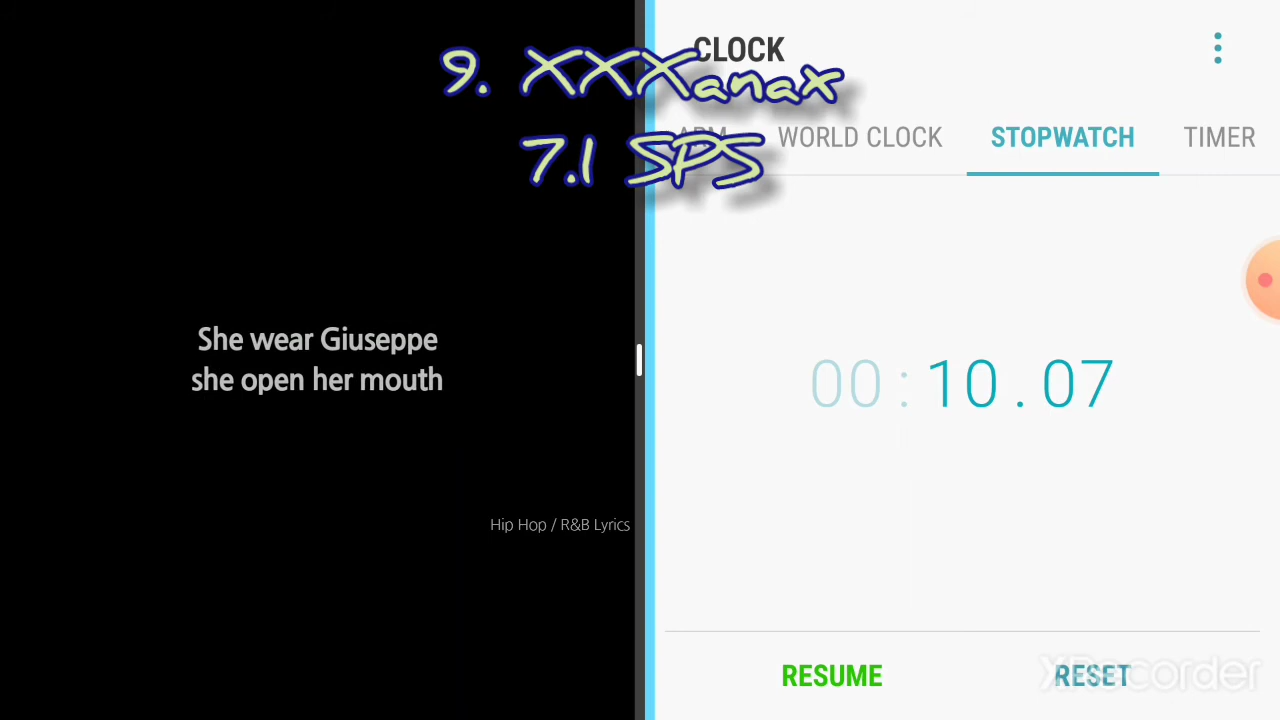 9. XXXanax
7.1 SPS
She wear Giuseppe
she open her mouth
Hip Hop / R&B Lyrics
CLOCK
WORLD CLOCK
STOPWATCH
TIMER
00:10.07
RESUME
RESET
XRecorder